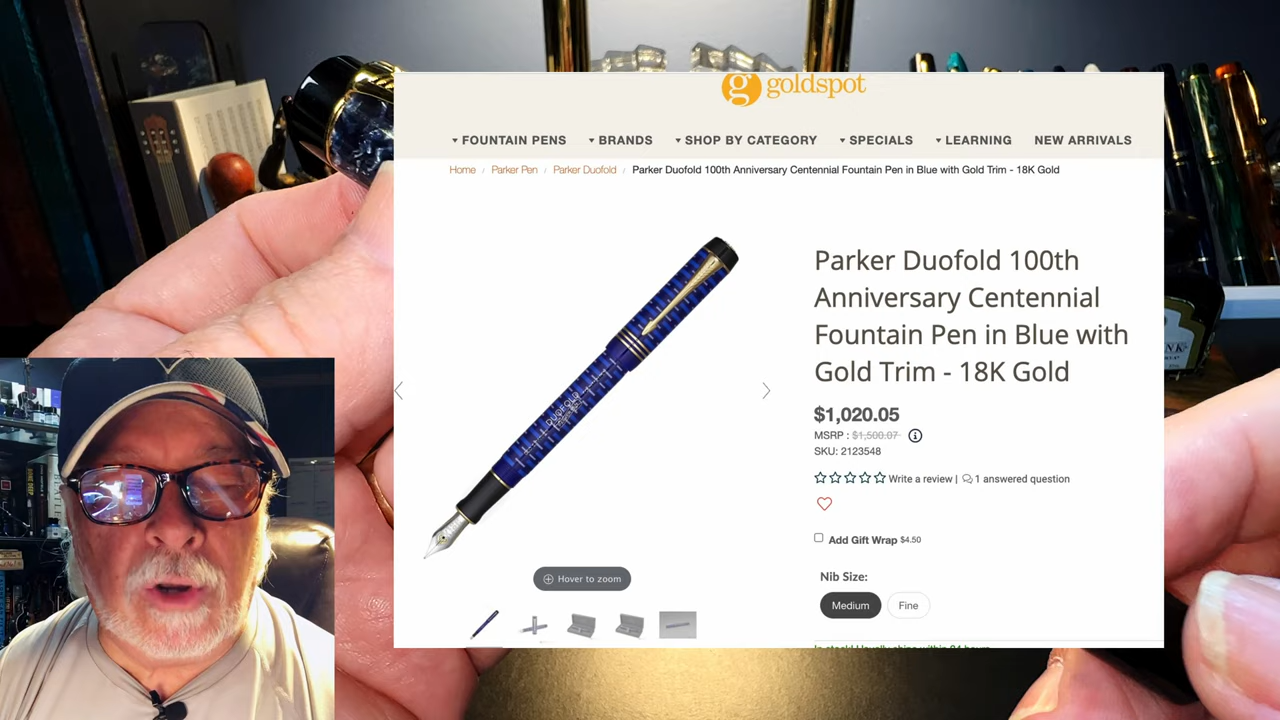 g goldspot
FOUNTAIN PENS BRANDS SHOP BY CATEGORY SPECIALS LEARNING NEW ARRIVALS
Home / Parker Pen / Parker Duofold / Parker Duofold 100th Anniversary Centennial Fountain Pen in Blue with Gold Trim - 18K Gold
Parker Duofold 100th
Anniversary Centennial
Fountain Pen in Blue with
Gold Trim - 18K Gold
$1,020.05
MSRP : $1,500.07
SKU: 2123548
Write a review | 1 answered question
Add Gift Wrap $4.50
Nib Size:
Medium Fine
DUOFOLD
Hover to zoom